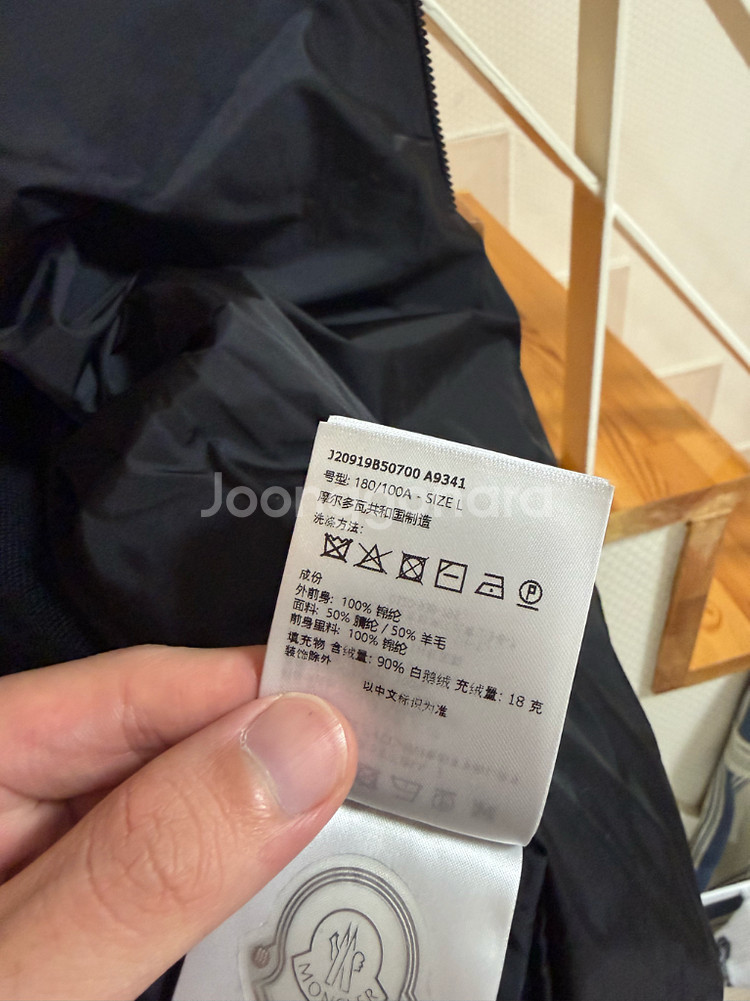 J20919B50700 A9341
号型: 180/100A - SIZE L
摩尔多瓦共和国制造
洗涤方法:
P
成份
外前身: 100% 锦纶
面料: 50% 腈纶 / 50% 羊毛
前身里料: 100% 锦纶
填充物 含绒量: 90% 白鹅绒 充绒量: 18 克
装饰除外
以中文标识为准
Joonggonara
MONCLER